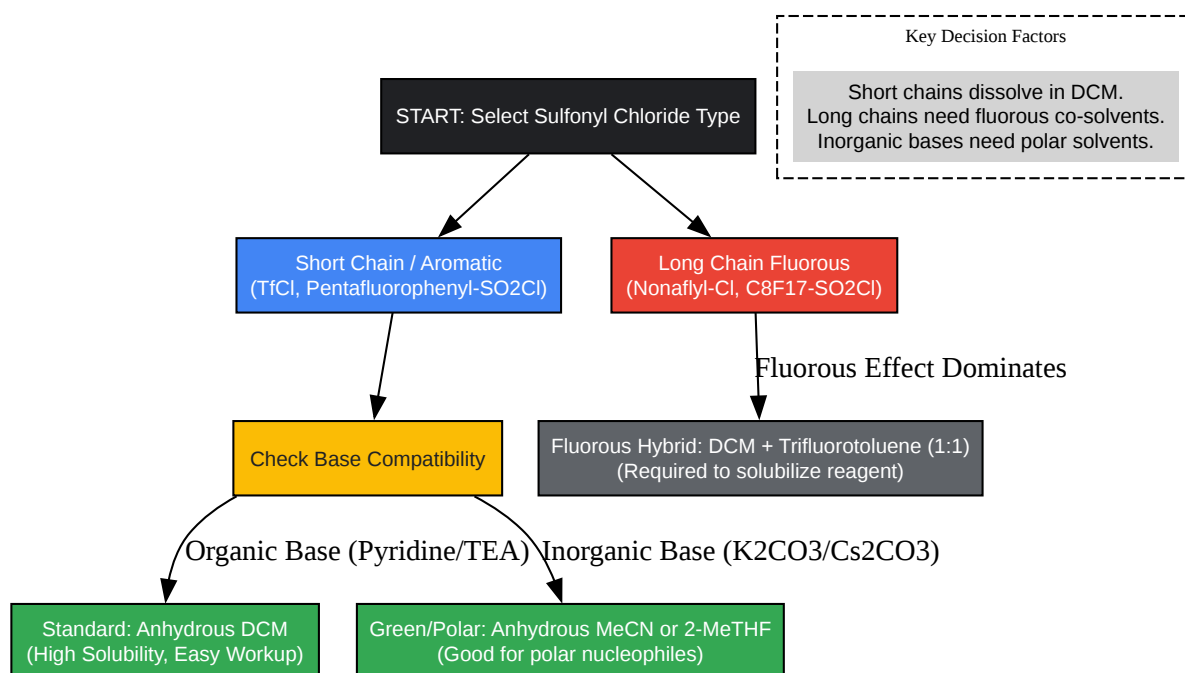 Key Decision Factors
Short chains dissolve in DCM.
Long chains need fluorous co-solvents.
Inorganic bases need polar solvents.
START: Select Sulfonyl Chloride Type
Short Chain / Aromatic
(TfCl, Pentafluorophenyl-SO2Cl)
Long Chain Fluorous
(Nonaflyl-Cl, C8F17-SO2Cl)
Fluorous Effect Dominates
Check Base Compatibility
Fluorous Hybrid: DCM + Trifluorotoluene (1:1)
(Required to solubilize reagent)
Organic Base (Pyridine/TEA)
Inorganic Base (K2CO3/Cs2CO3)
Standard: Anhydrous DCM
(High Solubility, Easy Workup)
Green/Polar: Anhydrous MeCN or 2-MeTHF
(Good for polar nucleophiles)